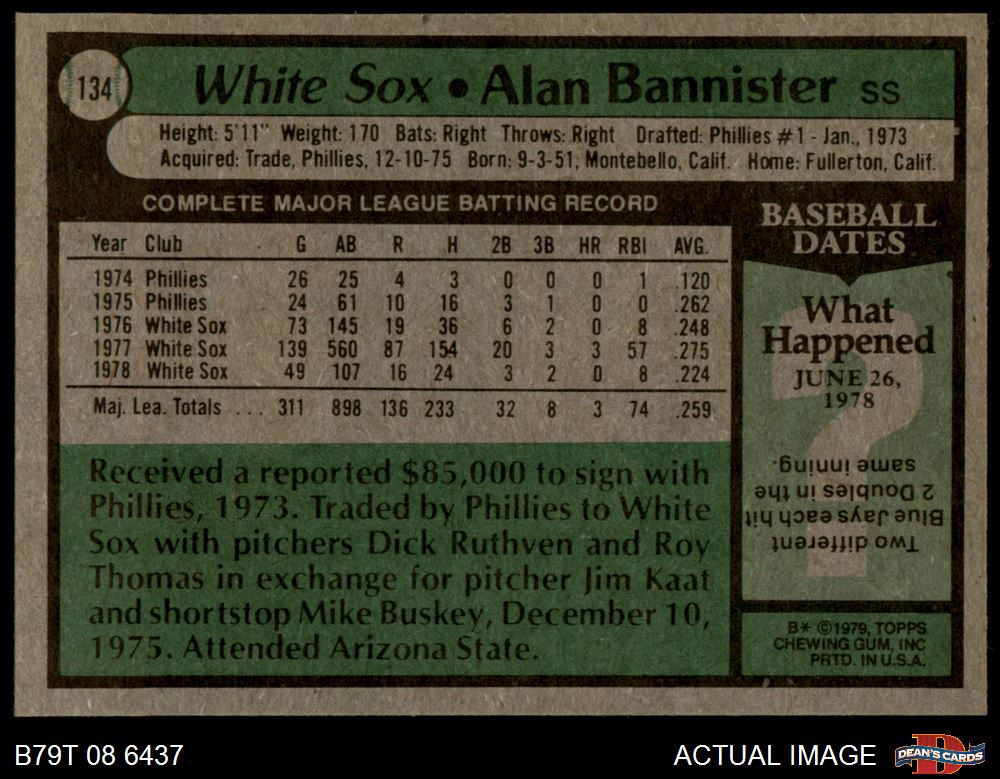 134
White Sox • Alan Bannister SS
Height: 5'11" Weight: 170 Bats: Right Throws: Right Drafted: Phillies #1 - Jan., 1973
Acquired: Trade, Phillies, 12-10-75 Born: 9-3-51, Montebello, Calif. Home: Fullerton, Calif.
COMPLETE MAJOR LEAGUE BATTING RECORD
Year Club G AB R H 2B 3B HR RBI AVG.
1974 Phillies 26 25 4 3 0 0 0 1 .120
1975 Phillies 24 61 10 16 3 1 0 0 .262
1976 White Sox 73 145 19 36 6 2 0 8 .248
1977 White Sox 139 560 87 154 20 3 3 57 .275
1978 White Sox 49 107 16 24 3 2 0 8 .224
Maj. Lea. Totals ... 311 898 136 233 32 8 3 74 .259
Received a reported $85,000 to sign with
Phillies, 1973. Traded by Phillies to White
Sox with pitchers Dick Ruthven and Roy
Thomas in exchange for pitcher Jim Kaat
and shortstop Mike Buskey, December 10,
1975. Attended Arizona State.
BASEBALL
DATES
What
Happened
JUNE 26,
1978
Two different
Blue Jays each hit
2 Doubles in the
same inning.
B* ©1979, TOPPS
CHEWING GUM, INC
PRTD. IN U.S.A.
B79T 08 6437
ACTUAL IMAGE
DEAN'S CARDS